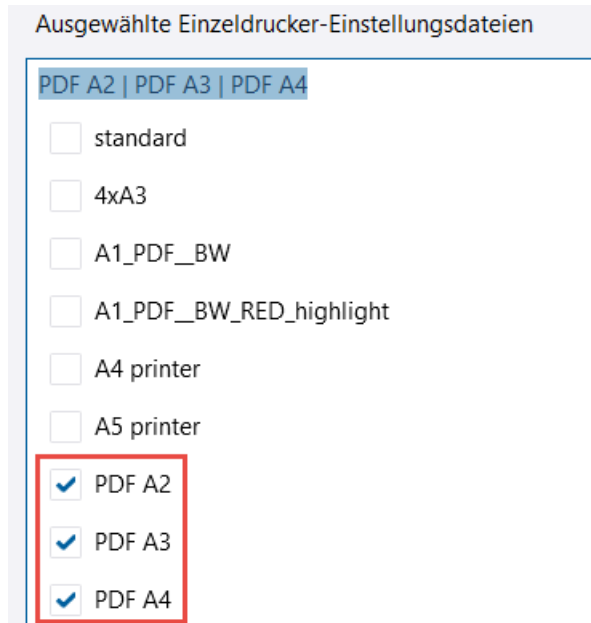 Ausgewählte Einzeldrucker-Einstellungsdateien
PDF A2 | PDF A3 | PDF A4
standard
4xA3
A1_PDF__BW
A1_PDF__BW_RED_highlight
A4 printer
A5 printer
PDF A2
PDF A3
PDF A4